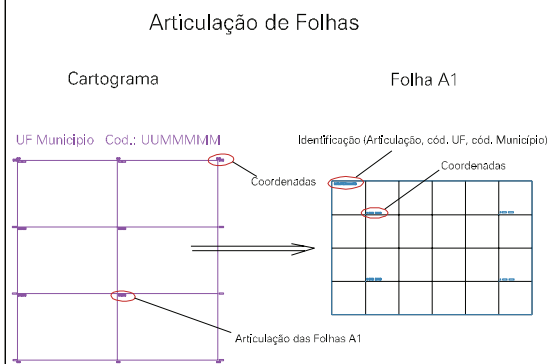 Articulação de Folhas
Cartograma
Folha A1
UF Municipio Cod.: UUMMMMM
Identificação (Articulação, cód. UF, cód. Município)
Coordenadas
Coordenadas
Articulação das Folhas A1